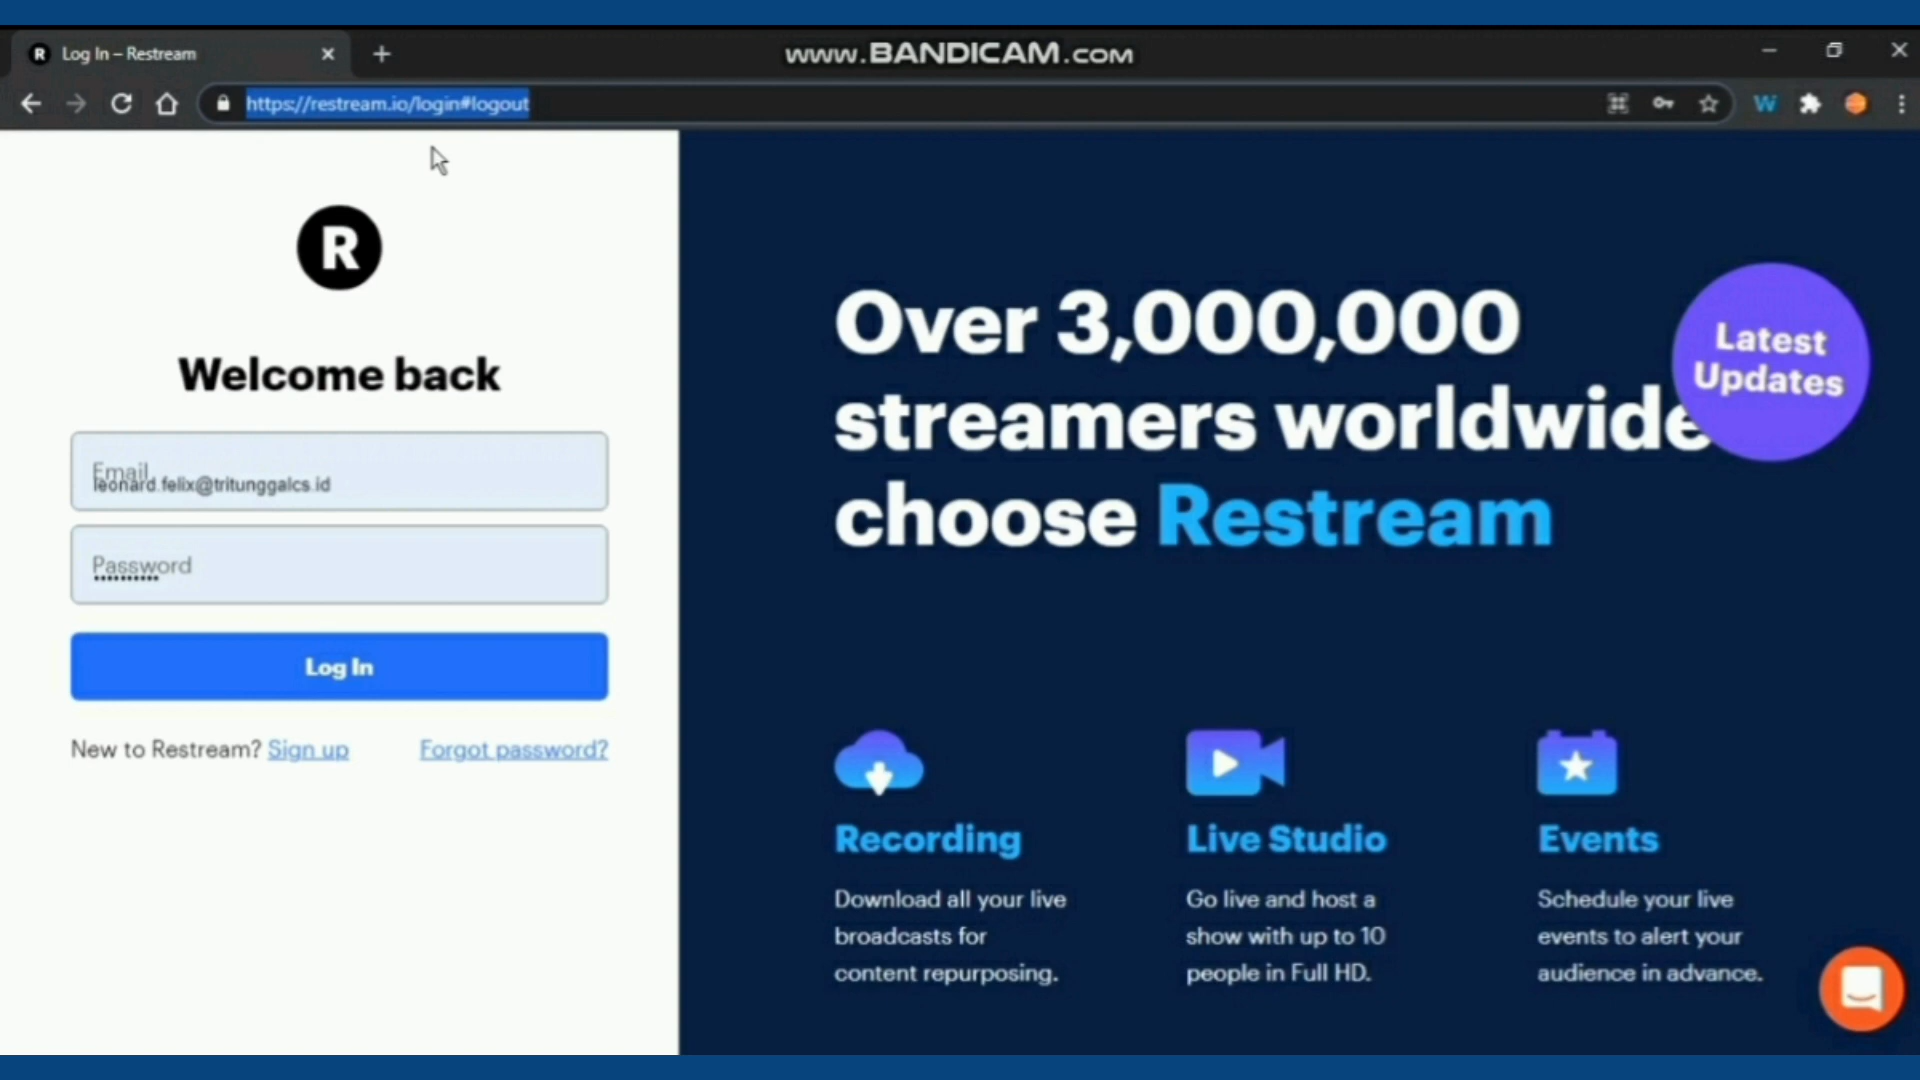 R Log In – Restream
www.BANDICAM.com
https://restream.io/login#logout
W
R
Welcome back
Email
leonard.felix@tritunggalcs.id
Password
Log In
New to Restream? Sign up
Forgot password?
Over 3,000,000
streamers worldwide
choose Restream
Latest
Updates
Recording
Download all your live
broadcasts for
content repurposing.
Live Studio
Go live and host a
show with up to 10
people in Full HD.
Events
Schedule your live
events to alert your
audience in advance.